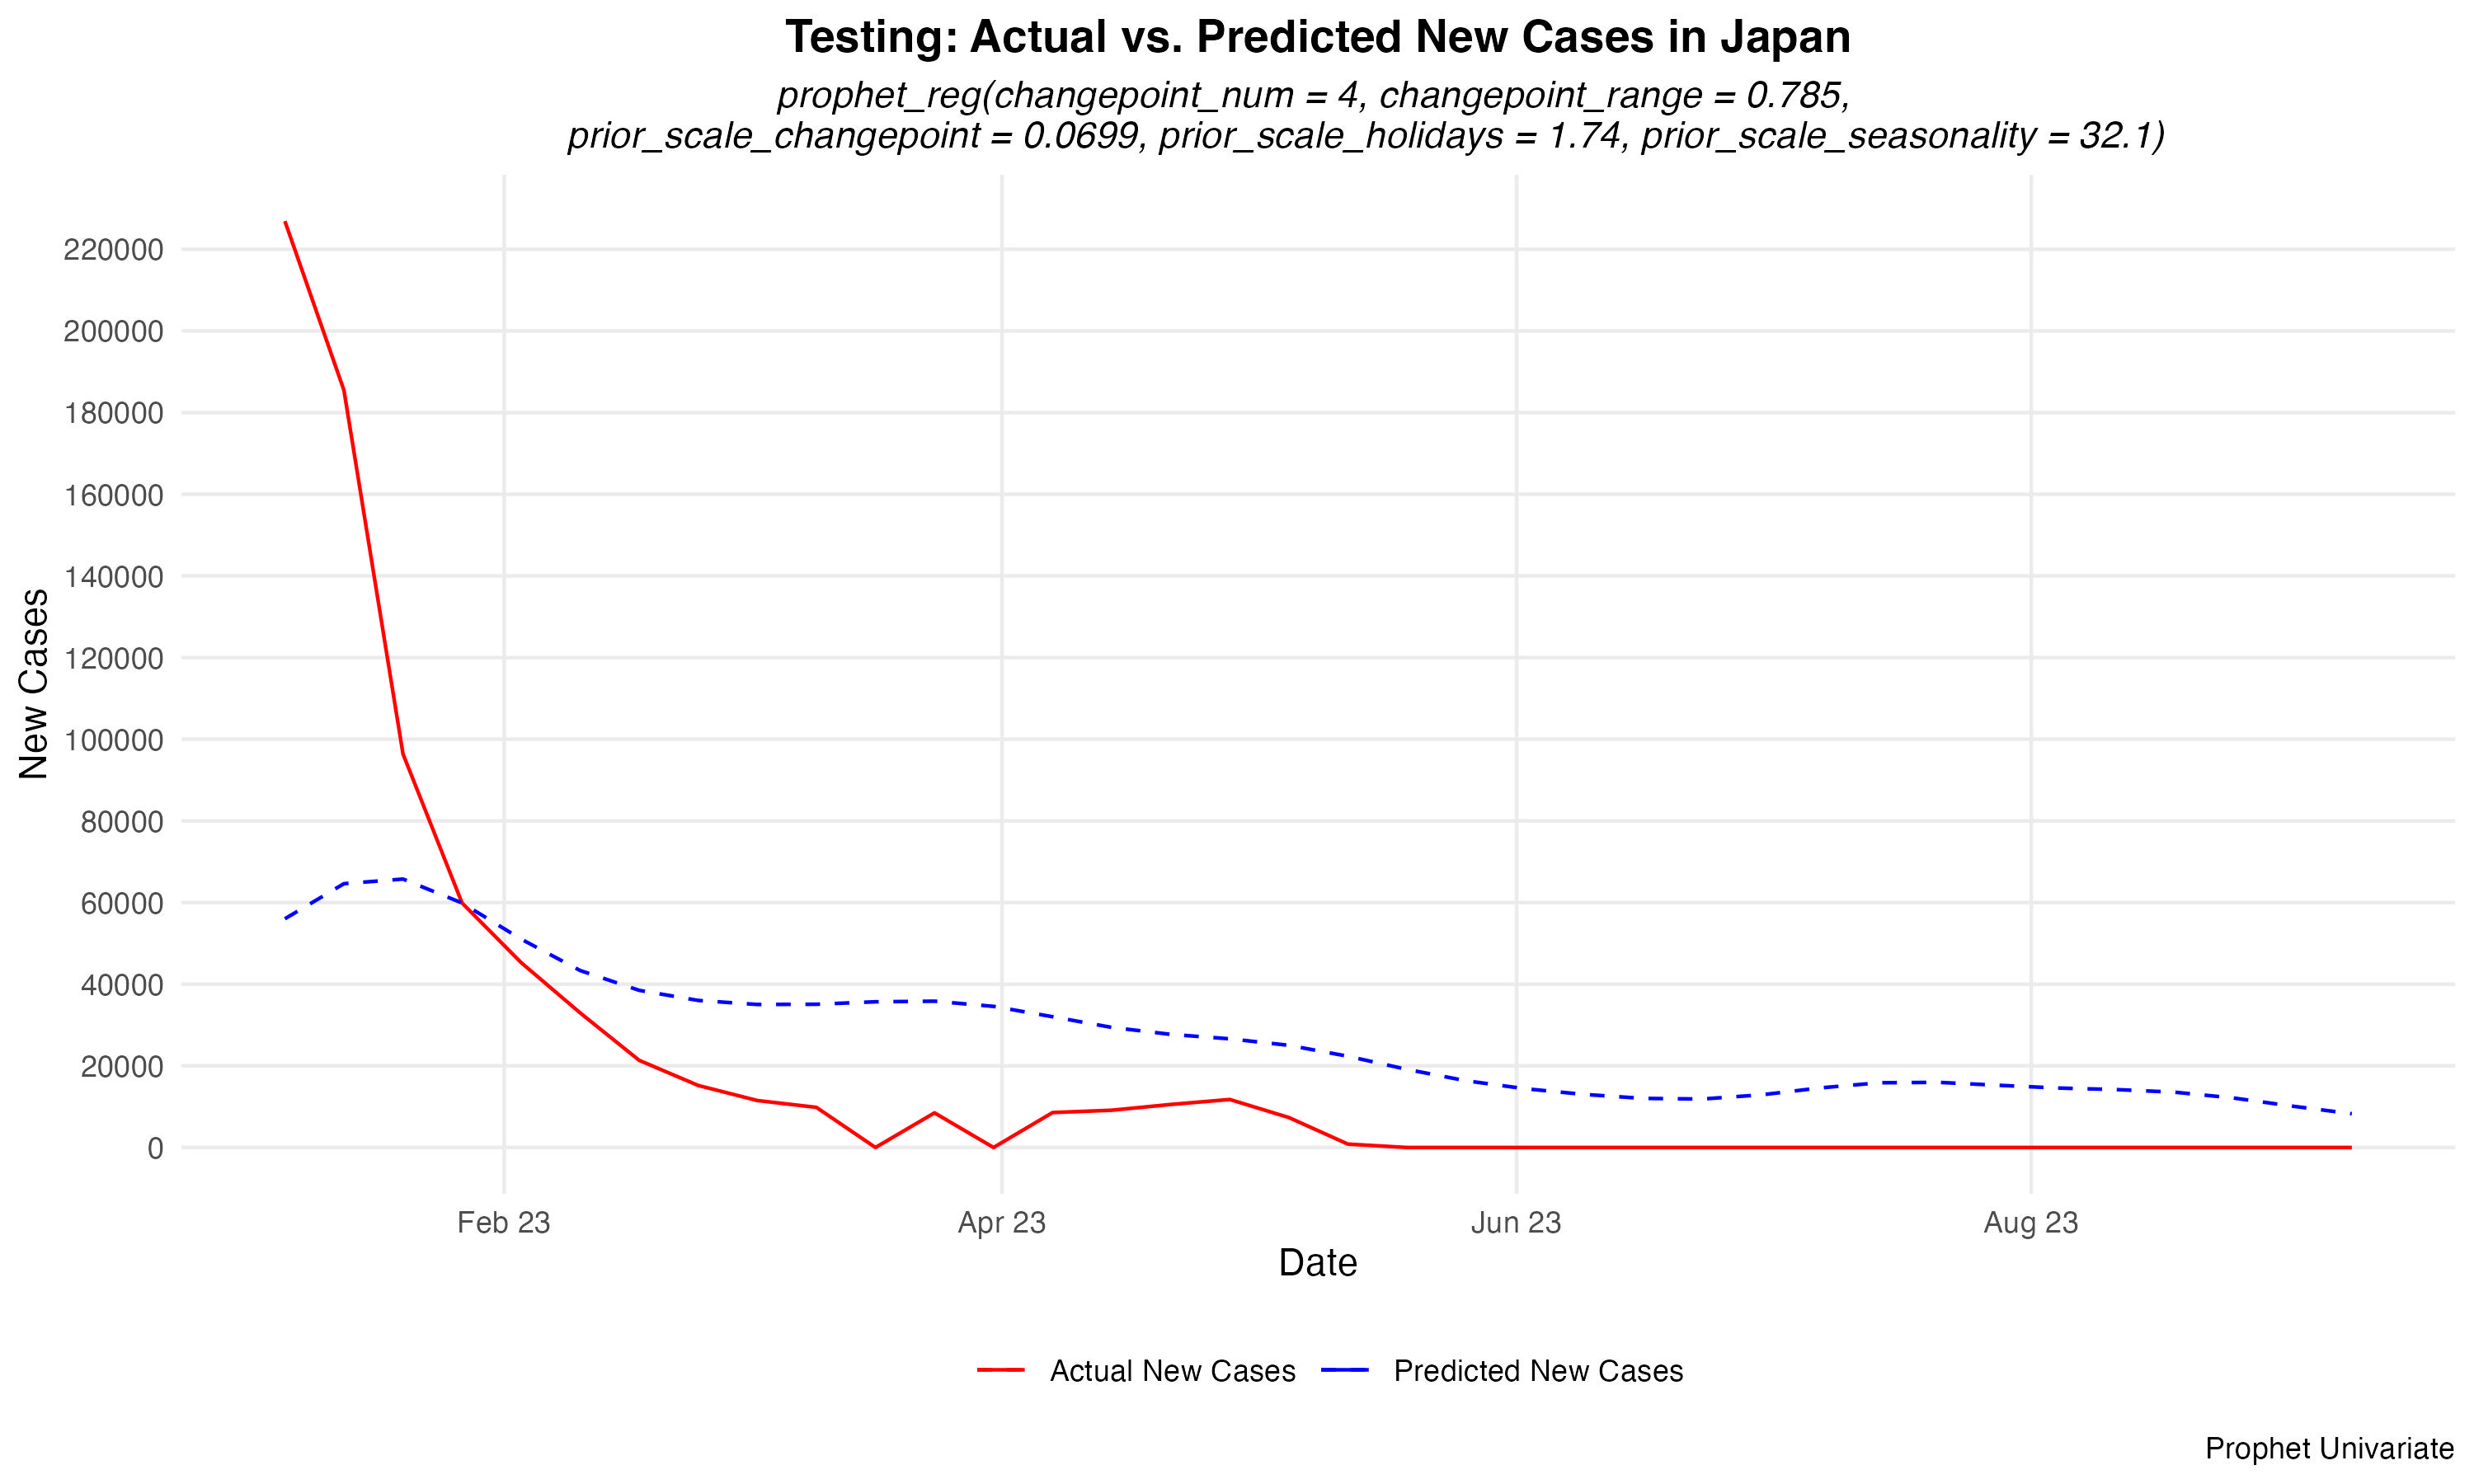 Testing: Actual vs. Predicted New Cases in Japan
prophet_reg(changepoint_num = 4, changepoint_range = 0.785,
prior_scale_changepoint = 0.0699, prior_scale_holidays = 1.74, prior_scale_seasonality = 32.1)
New Cases
220000
200000
180000
160000
140000
120000
100000
80000
60000
40000
20000
0
Feb 23 Apr 23 Jun 23 Aug 23
Date
Actual New Cases Predicted New Cases
Prophet Univariate